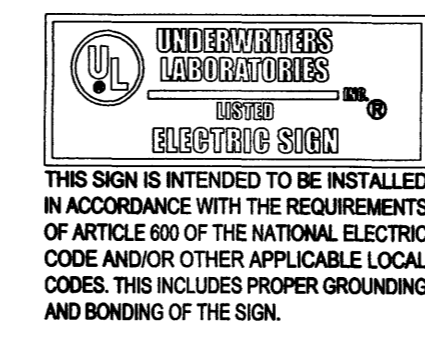 UL
UNDERWRITERS
LABORATORIES
INC.®
LISTED
ELECTRIC SIGN
THIS SIGN IS INTENDED TO BE INSTALLED
IN ACCORDANCE WITH THE REQUIREMENTS
OF ARTICLE 600 OF THE NATIONAL ELECTRIC
CODE AND/OR OTHER APPLICABLE LOCAL
CODES. THIS INCLUDES PROPER GROUNDING
AND BONDING OF THE SIGN.